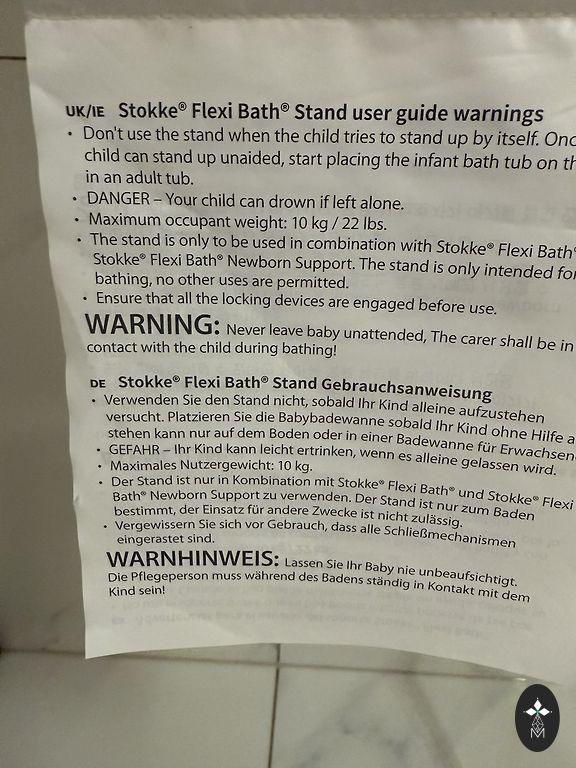 UK/IE Stokke® Flexi Bath® Stand user guide warnings
• Don't use the stand when the child tries to stand up by itself.
child can stand up unaided, start placing the infant bath tub on
in an adult tub.
• DANGER – Your child can drown if left alone.
• Maximum occupant weight: 10 kg / 22 lbs.
• The stand is only to be used in combination with Stokke® Flexi Bath®
Stokke® Flexi Bath® Newborn Support. The stand is only intended for
bathing, no other uses are permitted.
• Ensure that all the locking devices are engaged before use.
WARNING: Never leave baby unattended, The carer shall be in
contact with the child during bathing!
DE Stokke® Flexi Bath® Stand Gebrauchsanweisung
• Verwenden Sie den Stand nicht, sobald Ihr Kind alleine aufzustehen
versucht. Platzieren Sie die Babybadewanne sobald Ihr Kind ohne Hilfe
stehen kann nur auf dem Boden oder in einer Badewanne für
• GEFAHR – Ihr Kind kann leicht ertrinken, wenn es alleine gelassen wird.
• Maximales Nutzergewicht: 10 kg.
• Der Stand ist nur in Kombination mit Stokke® Flexi Bath® und Stokke® Flexi
Bath® Newborn Support zu verwenden. Der Stand ist nur zum Baden
bestimmt, der Einsatz für andere Zwecke ist nicht zulässig.
• Vergewissern Sie sich vor Gebrauch, dass alle Schließmechanismen
eingerastet sind.
WARNHINWEIS: Lassen Sie Ihr Baby nie unbeaufsichtigt.
Die Pflegeperson muss während des Badens ständig in Kontakt mit dem
Kind sein!
M